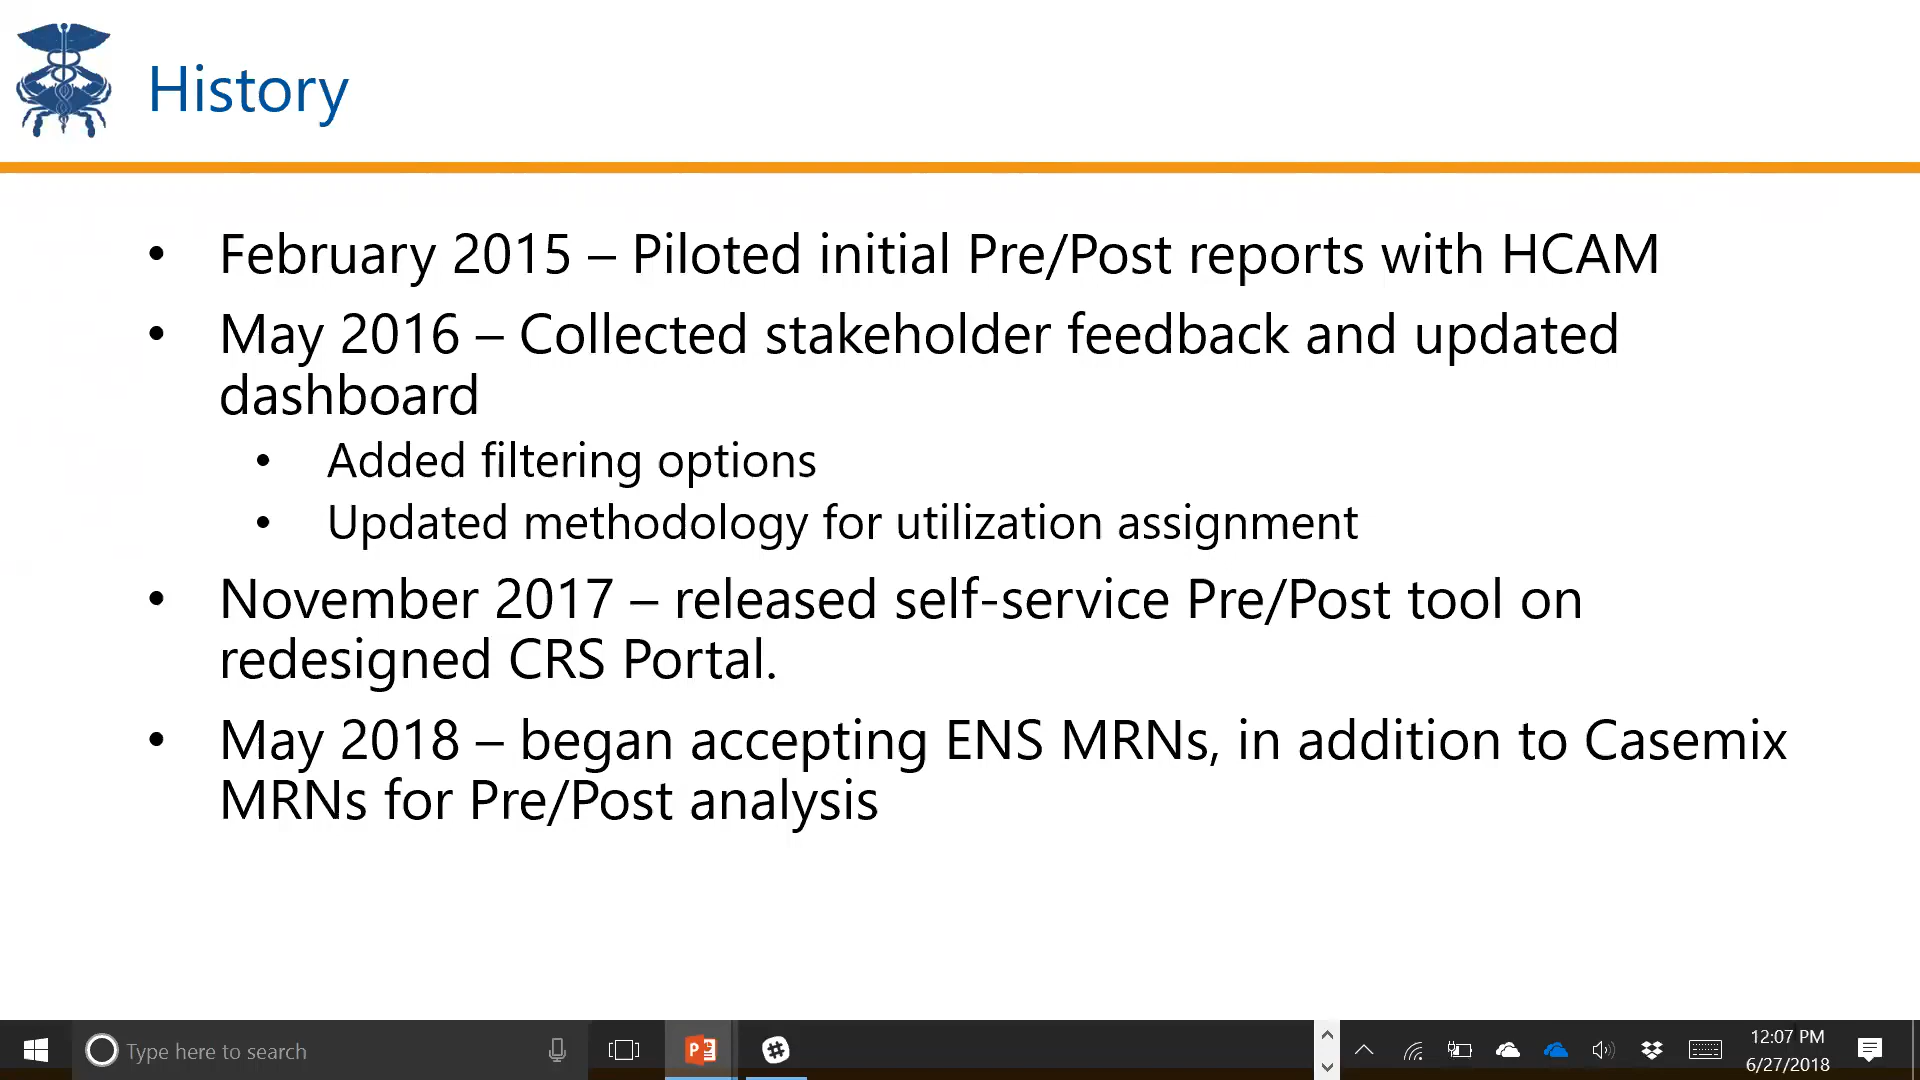 History
• February 2015 – Piloted initial Pre/Post reports with HCAM
• May 2016 – Collected stakeholder feedback and updated
dashboard
• Added filtering options
• Updated methodology for utilization assignment
• November 2017 – released self-service Pre/Post tool on
redesigned CRS Portal.
• May 2018 – began accepting ENS MRNs, in addition to Casemix
MRNs for Pre/Post analysis
Type here to search
12:07 PM
6/27/2018